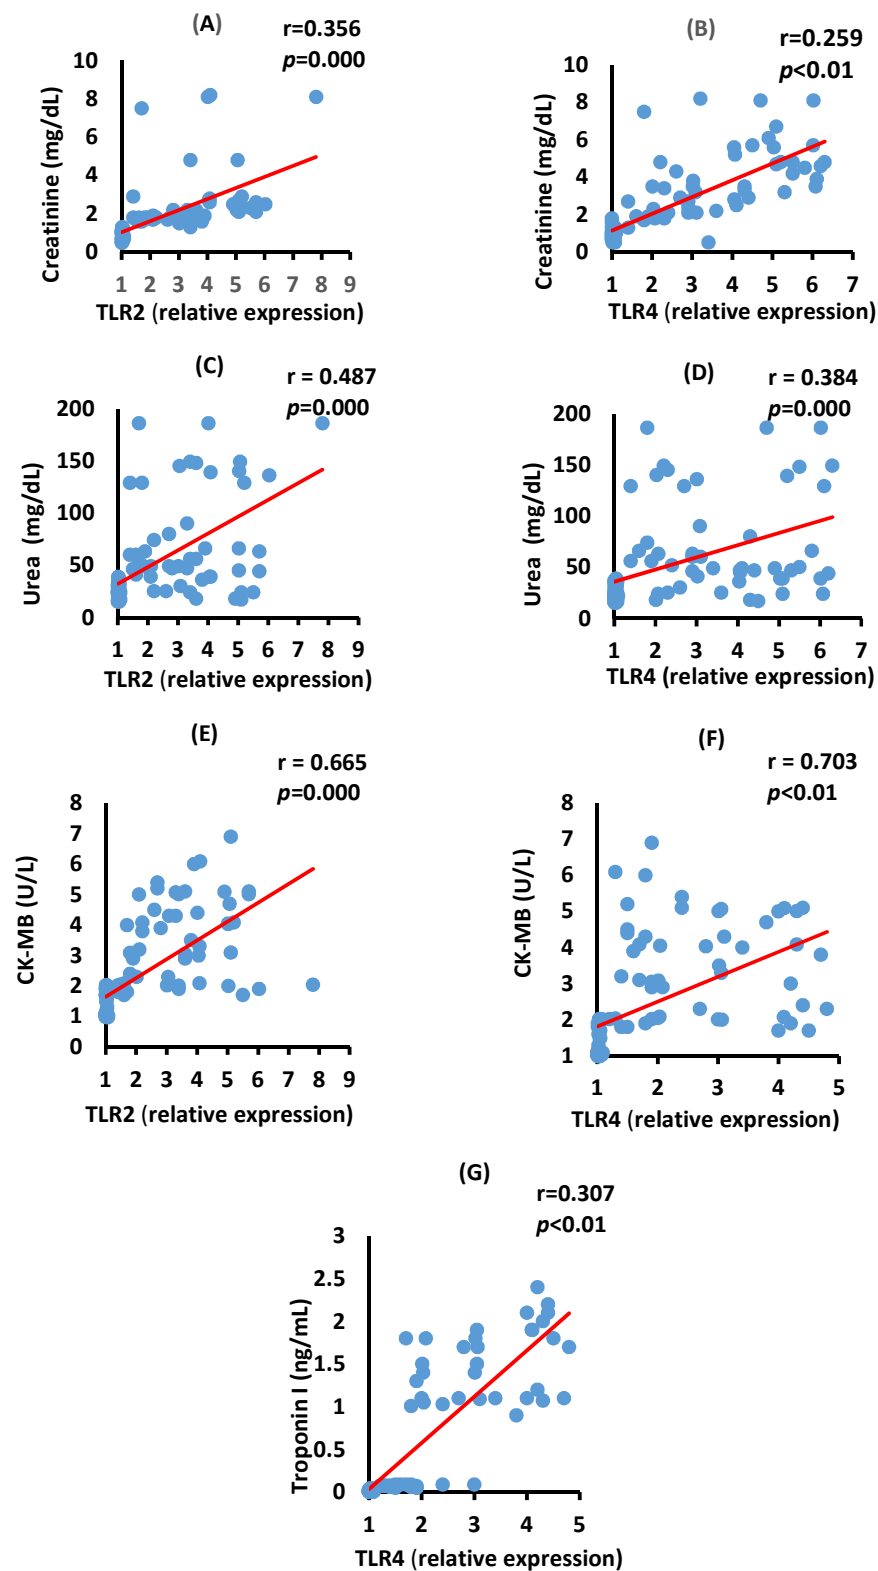 (A)
r=0.356
p=0.000
Creatinine (mg/dL)
10
8
6
4
2
0
1 2 3 4 5 6 7 8 9
TLR2 (relative expression)
(B)
r=0.259
p<0.01
Creatinine (mg/dL)
10
8
6
4
2
0
1 2 3 4 5 6 7
TLR4 (relative expression)
(C)
r = 0.487
p=0.000
Urea (mg/dL)
200
150
100
50
0
1 2 3 4 5 6 7 8 9
TLR2 (relative expression)
(D)
r = 0.384
p=0.000
Urea (mg/dL)
200
150
100
50
0
1 2 3 4 5 6 7
TLR4 (relative expression)
(E)
r = 0.665
p=0.000
CK-MB (U/L)
8
7
6
5
4
3
2
1
0
1 2 3 4 5 6 7 8 9
TLR2 (relative expression)
(F)
r = 0.703
p<0.01
CK-MB (U/L)
8
7
6
5
4
3
2
1
1 2 3 4 5
TLR4 (relative expression)
(G)
r=0.307
p<0.01
Troponin I (ng/mL)
3
2.5
2
1.5
1
0.5
0
1 2 3 4 5
TLR4 (relative expression)